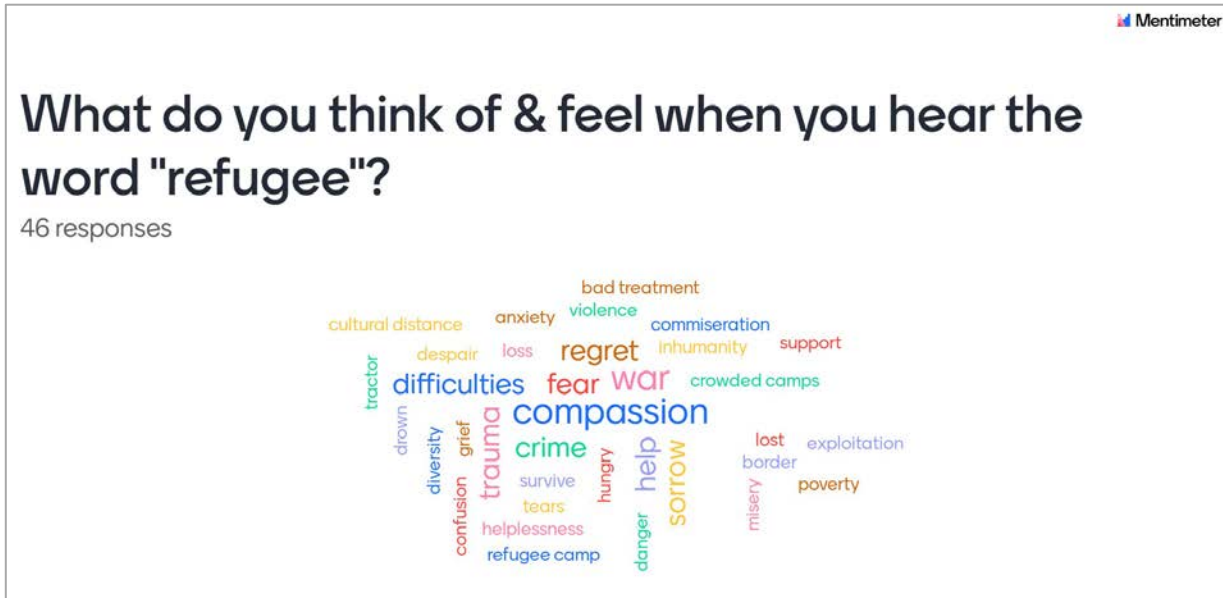 Mentimeter
What do you think of & feel when you hear the
word "refugee"?
46 responses
bad treatment
violence
anxiety
cultural distance
commiseration
support
despair
loss
regret
inhumanity
tractor
difficulties
fear
war
crowded camps
compassion
drown
diversity
grief
trauma
crime
hungry
help
sorrow
lost
exploitation
border
survive
misery
poverty
confusion
tears
helplessness
danger
refugee camp